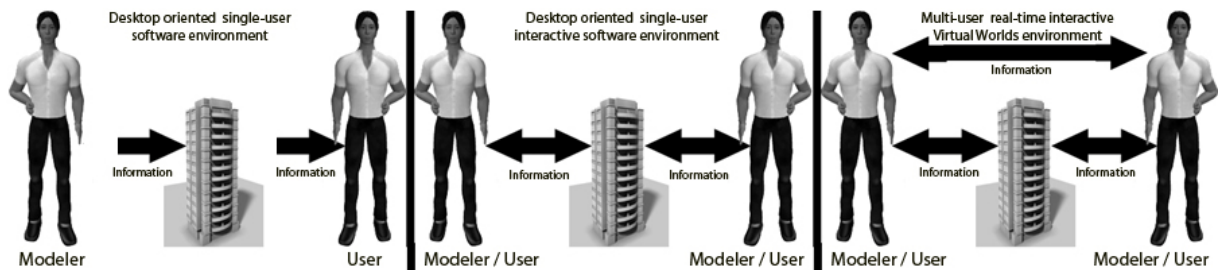 Desktop oriented single-user
software environment
Information
Information
Modeler
User
Desktop oriented single-user
interactive software environment
Information
Information
Modeler / User
Modeler / User
Multi-user real-time interactive
Virtual Worlds environment
Information
Information
Information
Modeler / User
Modeler / User